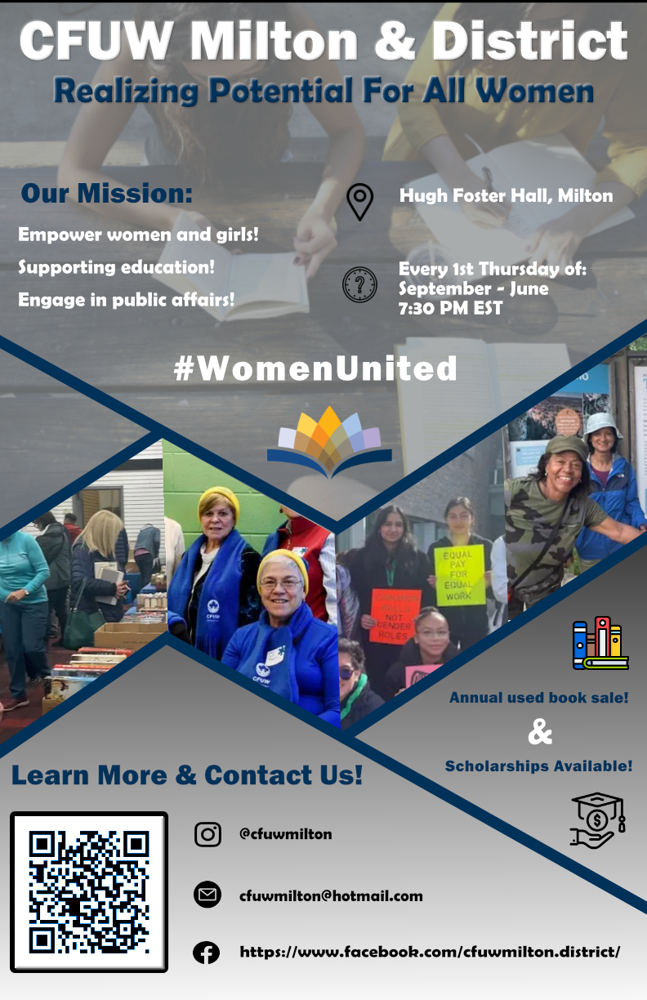 CFUW Milton & District
Realizing Potential For All Women
Our Mission:
Empower women and girls!
Supporting education!
Engage in public affairs!
Hugh Foster Hall, Milton
?
Every 1st Thursday of:
September - June
7:30 PM EST
#WomenUnited
CFUW
CFUW
NOT
GENDER
ROLES
EQUAL
PAY
FOR
EQUAL
WORK
Annual used book sale!
&
Scholarships Available!
$
Learn More & Contact Us!
@cfuwmilton
cfuwmilton@hotmail.com
https://www.facebook.com/cfuwmilton.district/